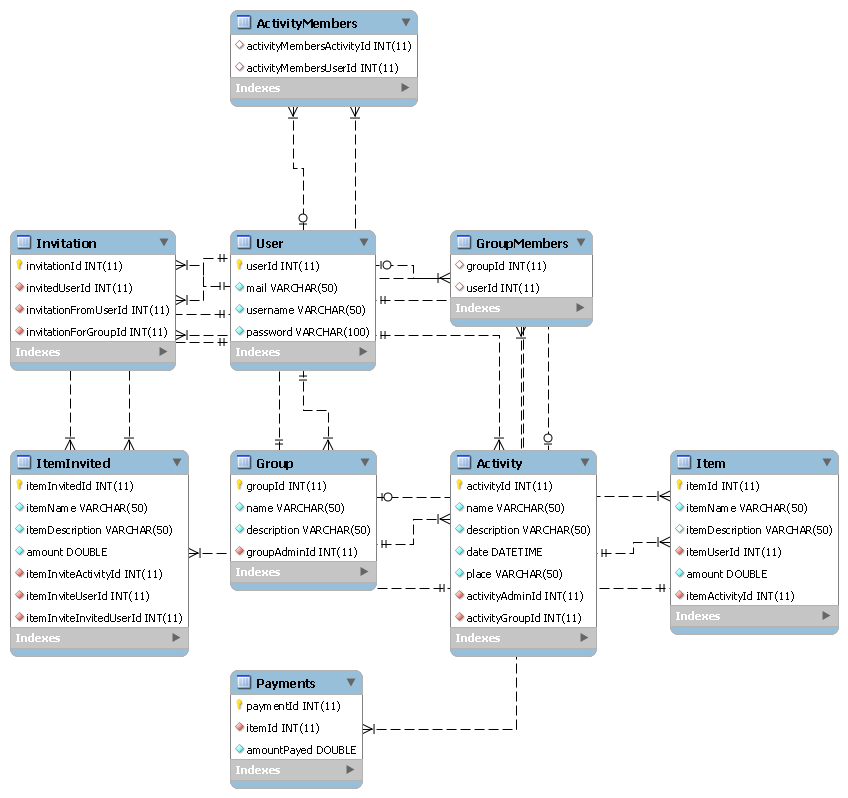 ActivityMembers
activityMembersActivityId INT(11)
activityMembersUserId INT(11)
Indexes
Invitation
invitationId INT(11)
invitedUserId INT(11)
invitationFromUserId INT(11)
invitationForGroupId INT(11)
Indexes
User
userId INT(11)
mail VARCHAR(50)
username VARCHAR(50)
password VARCHAR(100)
Indexes
GroupMembers
groupId INT(11)
userId INT(11)
Indexes
ItemInvited
itemInvitedId INT(11)
itemName VARCHAR(50)
itemDescription VARCHAR(50)
amount DOUBLE
itemInviteActivityId INT(11)
itemInviteUserId INT(11)
itemInviteInvitedUserId INT(11)
Indexes
Group
groupId INT(11)
name VARCHAR(50)
description VARCHAR(50)
groupAdminId INT(11)
Indexes
Activity
activityId INT(11)
name VARCHAR(50)
description VARCHAR(50)
date DATETIME
place VARCHAR(50)
activityAdminId INT(11)
activityGroupId INT(11)
Indexes
Item
itemId INT(11)
itemName VARCHAR(50)
itemDescription VARCHAR(50)
itemUserId INT(11)
amount DOUBLE
itemActivityId INT(11)
Indexes
Payments
paymentId INT(11)
itemId INT(11)
amountPayed DOUBLE
Indexes